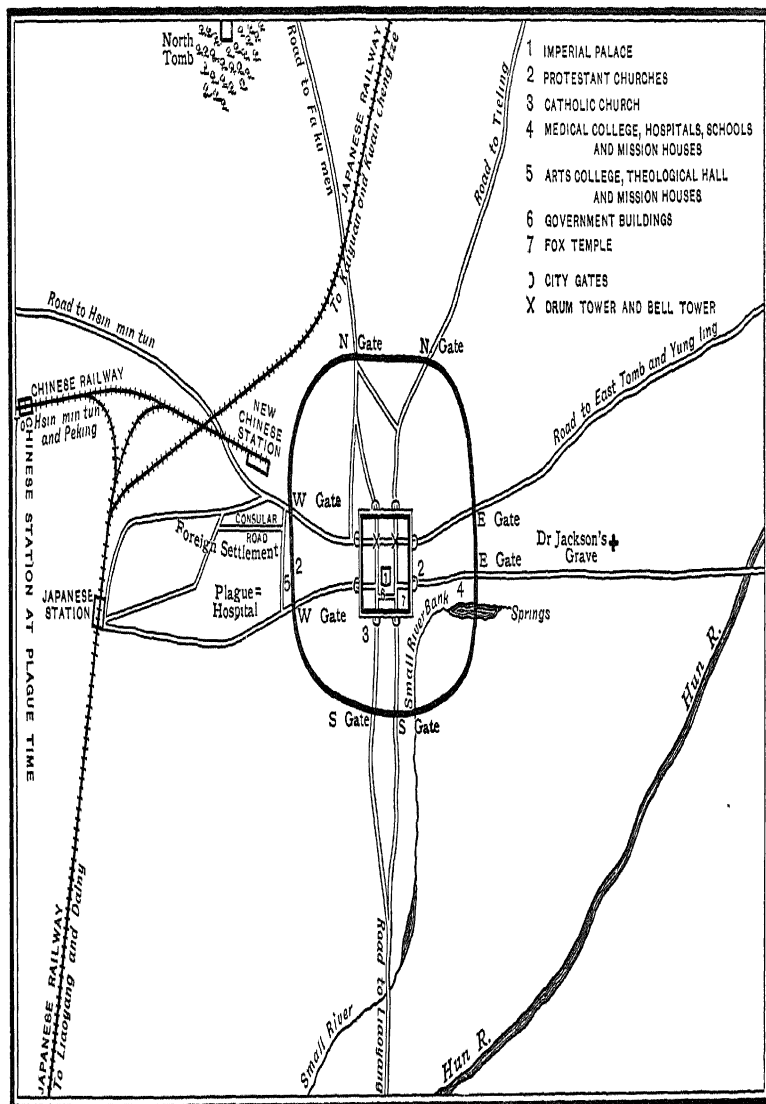 North
Tomb
Road to Fa ku men
JAPANESE RAILWAY
To Kaiyuan and Kwan Cheng tze
Road to Tieling
1 IMPERIAL PALACE
2 PROTESTANT CHURCHES
3 CATHOLIC CHURCH
4 MEDICAL COLLEGE, HOSPITALS, SCHOOLS
AND MISSION HOUSES
5 ARTS COLLEGE, THEOLOGICAL HALL
AND MISSION HOUSES
6 GOVERNMENT BUILDINGS
7 FOX TEMPLE
CITY GATES
X DRUM TOWER AND BELL TOWER
Road to Hsin min tun
N Gate
N Gate
Road to East Tomb and Yung ling
CHINESE RAILWAY
To Hsin min tun
and Peking
NEW
CHINESE
STATION
CHINESE STATION AT PLAGUE TIME
W Gate
E Gate
CONSULAR
ROAD
Foreign Settlement
X X
Dr Jackson's
Grave
E Gate
2
1
2
5
4
6
7
Plague=
Hospital
JAPANESE
STATION
W Gate
3
Small River Bank
Springs
Hun R.
S Gate
S Gate
JAPANESE RAILWAY
To Liaoyang and Dalny
Road to Liaoyang
Small River
Hun R.